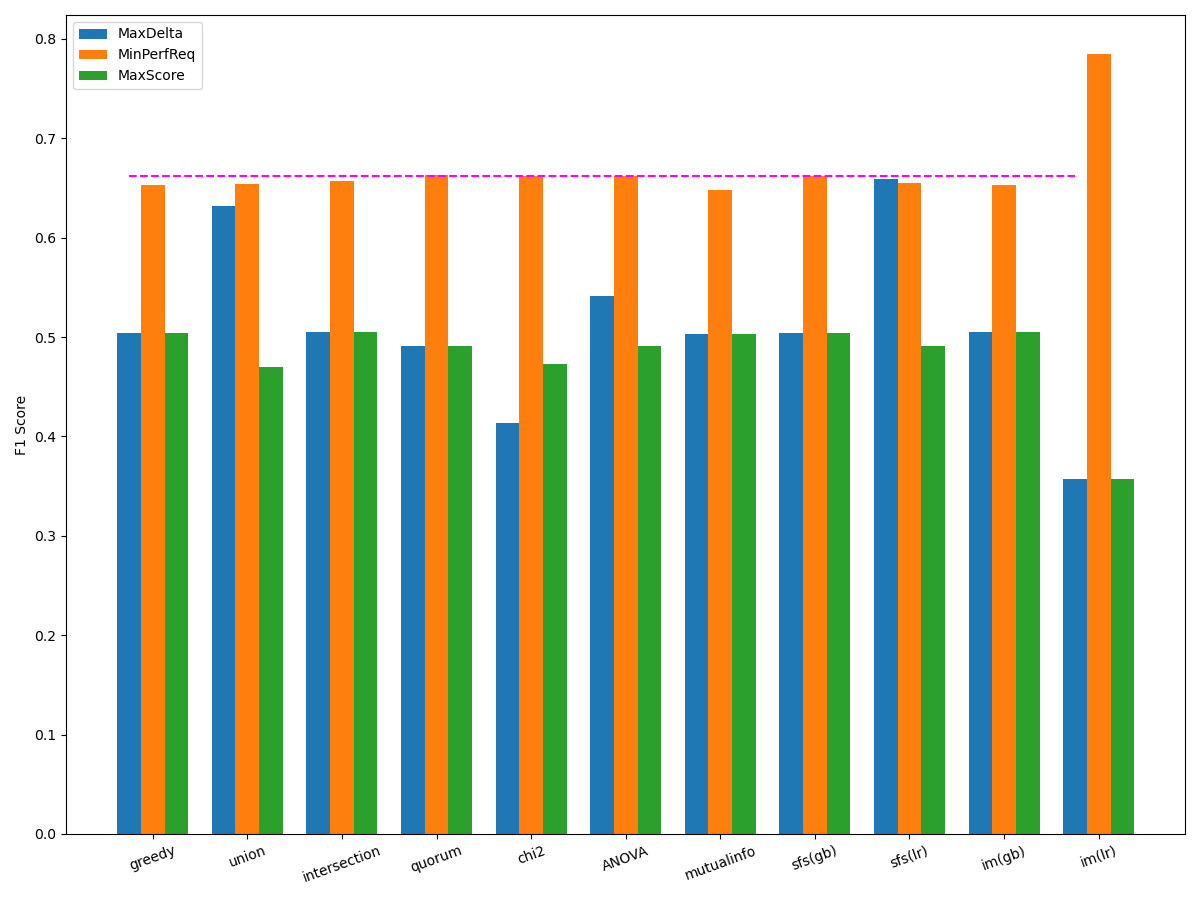 MaxDelta
MinPerfReq
MaxScore
F1 Score
0.8
0.7
0.6
0.5
0.4
0.3
0.2
0.1
0.0
greedy
union
intersection
quorum
chi2
ANOVA
mutualinfo
sfs(gb)
sfs(lr)
im(gb)
im(lr)